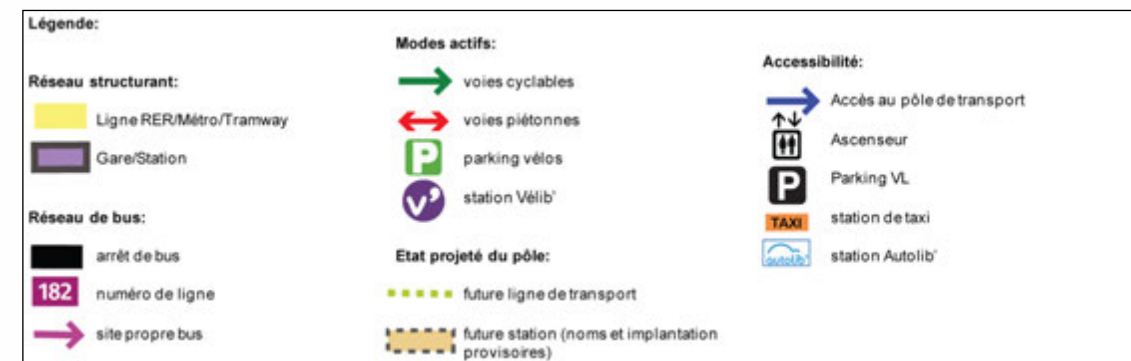 Légende:
Réseau structurant:
Ligne RER/Métro/Tramway
Gare/Station
Réseau de bus:
arrêt de bus
182 numéro de ligne
site propre bus
Modes actifs:
voies cyclables
voies piétonnes
P parking vélos
v' station Vélib'
Etat projeté du pôle:
future ligne de transport
future station (noms et implantation
provisoires)
Accessibilité:
Accès au pôle de transport
Ascenseur
P Parking VL
TAXI station de taxi
autolib' station Autolib'